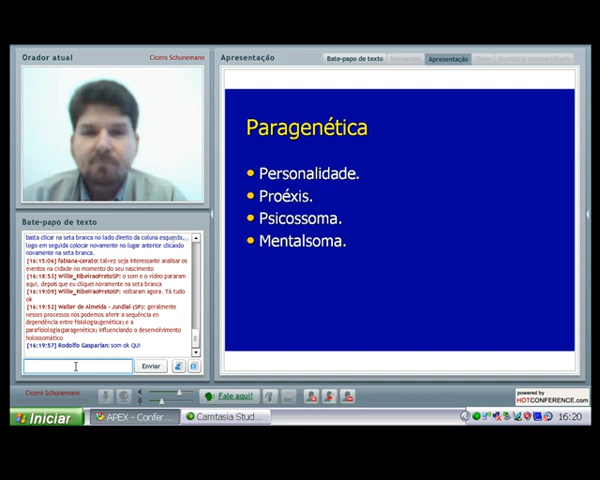 Orador atual
Cicero Schunemann
Apresentação
Bate-papo de texto
Navegador
Apresentação
Show
Escritório compartilhado
Paragenética
Personalidade.
Proéxis.
Psicossoma.
Mentalsoma.
Bate-papo de texto
basta clicar na seta branca no lado direito da coluna esquerda,..
logo em seguida colocar novamente no lugar anterior clicando
novamente na seta branca.
[16:15:06] fabiana-cerato: talvez seja interessante analisar os
eventos na cidade no momento do seu nascimento
[16:18:53] Willie_RibeiraoPretoSP: o som e o vídeo pararam
aqui, depois que eu cliquei novamente na seta branca
[16:19:09] Willie_RibeiraoPretoSP: voltaram agora. Tá tudo
ok
[16:19:52] Walter de Almeida - Jundiaí (SP): geralmente
nesses processos nós podemos aferir a sequência en
dependência entre fisiologia(genética) e a
parafisiologia(paragenética) influenciando o desenvolvimento
holossomático
[16:19:57] Rodolfo Gasparian: som ok QUI
Enviar
Cicero Schunemann
Fale aqui!
powered by
HOTCONFERENCE.com
Iniciar
APEX - Confer...
Camtasia Stud...
16:20